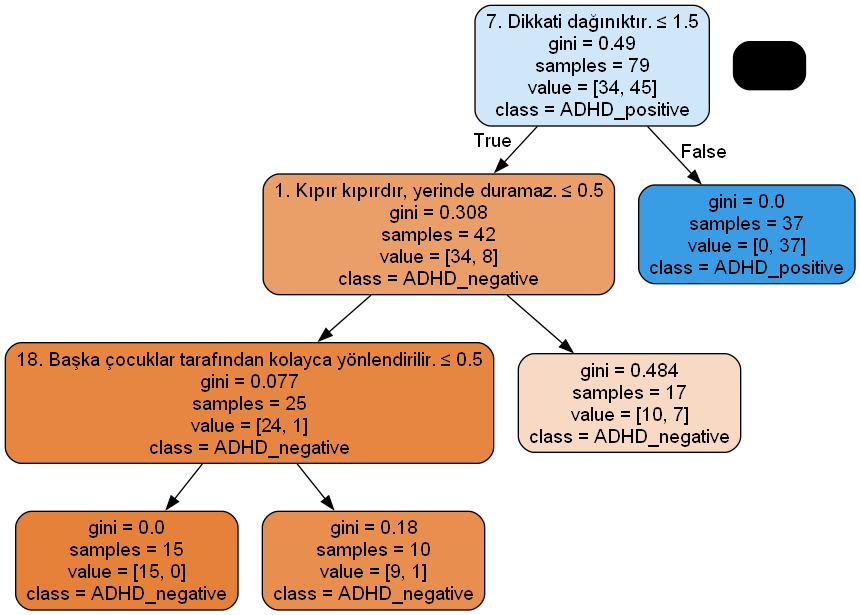 7. Dikkati dağınıktır. ≤ 1.5
gini = 0.49
samples = 79
value = [34, 45]
class = ADHD_positive
True
False
1. Kıpır kıpırdır, yerinde duramaz. ≤ 0.5
gini = 0.308
samples = 42
value = [34, 8]
class = ADHD_negative
gini = 0.0
samples = 37
value = [0, 37]
class = ADHD_positive
18. Başka çocuklar tarafından kolayca yönlendirilir. ≤ 0.5
gini = 0.077
samples = 25
value = [24, 1]
class = ADHD_negative
gini = 0.484
samples = 17
value = [10, 7]
class = ADHD_negative
gini = 0.0
samples = 15
value = [15, 0]
class = ADHD_negative
gini = 0.18
samples = 10
value = [9, 1]
class = ADHD_negative